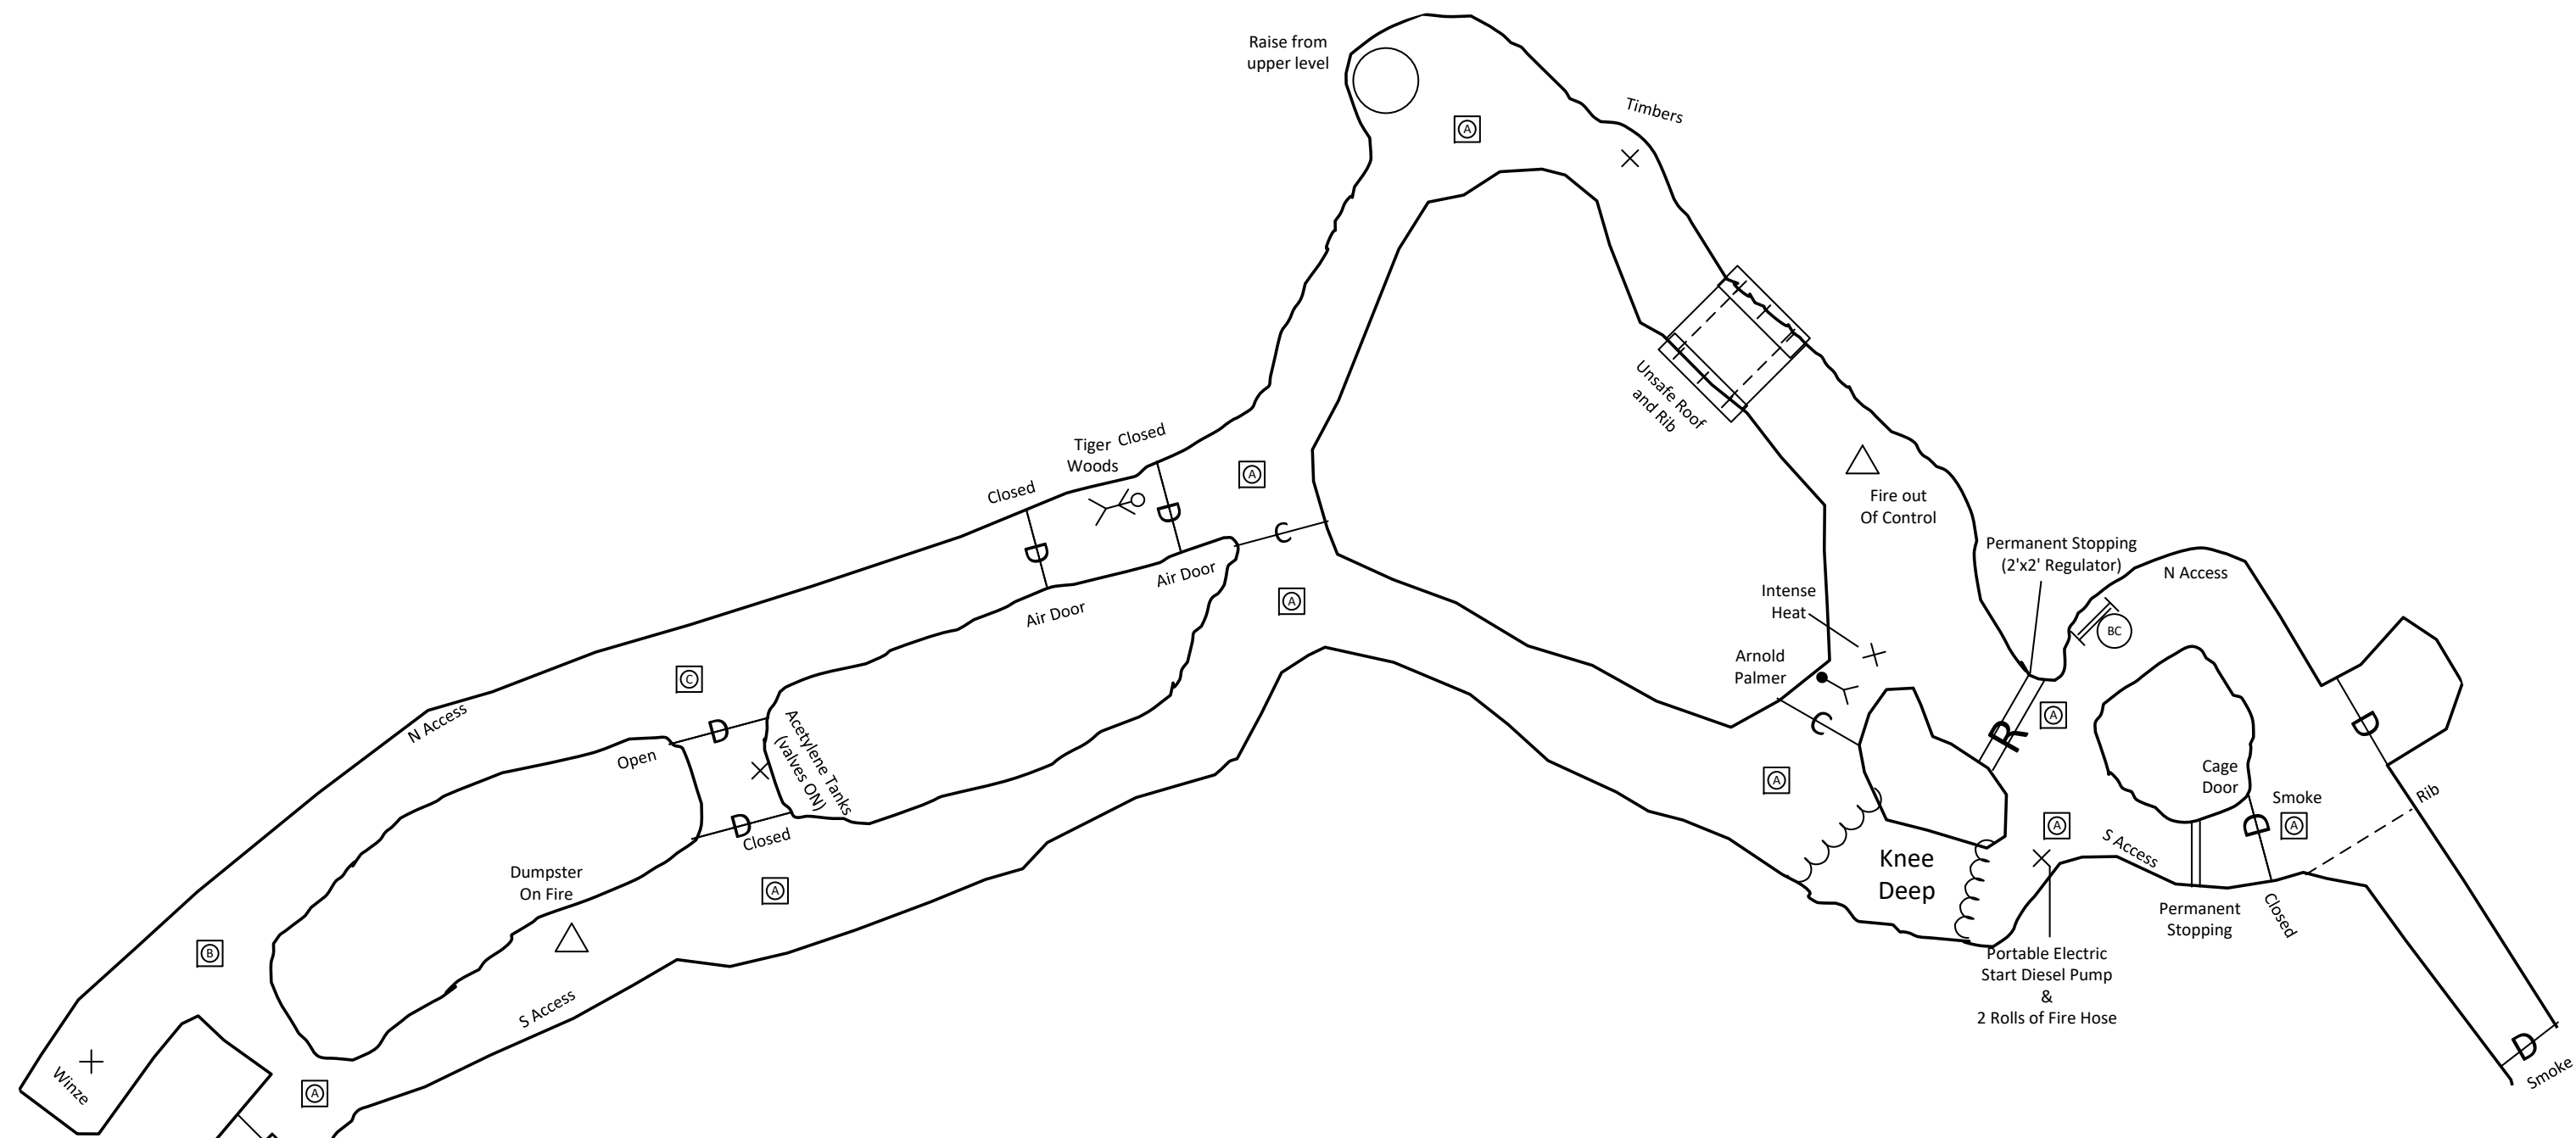 Raise from
upper level
A
Timbers
Unsafe Roof
and Rib
Fire out
Of Control
Tiger
Woods
Closed
Closed
D
D
A
C
Air Door
Air Door
A
Permanent Stopping
(2'x2' Regulator)
N Access
BC
Intense
Heat
Arnold
Palmer
C
R
A
D
C
N Access
Open
D
Acetylene Tanks
(valves ON)
D
Closed
A
Cage
Door
Smoke
D
A
Rib
A
S Access
Knee
Deep
Dumpster
On Fire
A
Permanent
Stopping
Closed
B
Portable Electric
Start Diesel Pump
&
2 Rolls of Fire Hose
S Access
Winze
A
D
Smoke